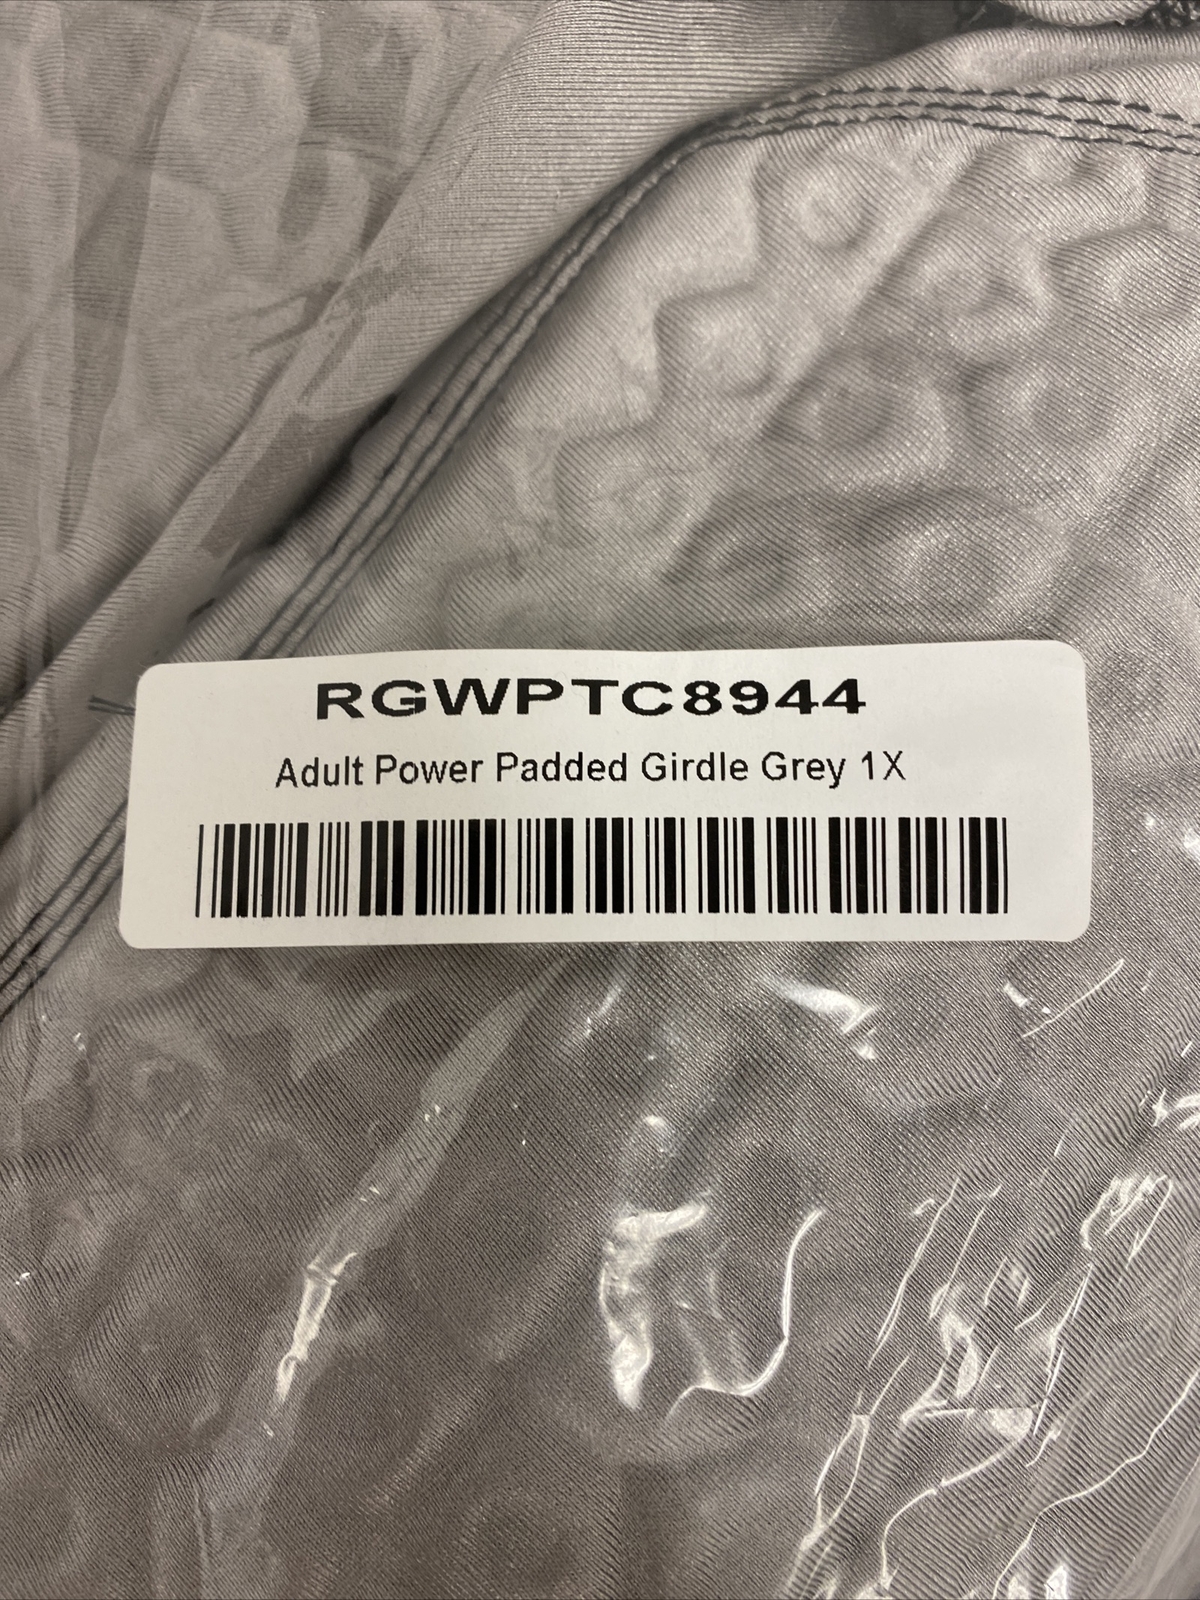 RGWPTC8944
Adult Power Padded Girdle Grey 1X